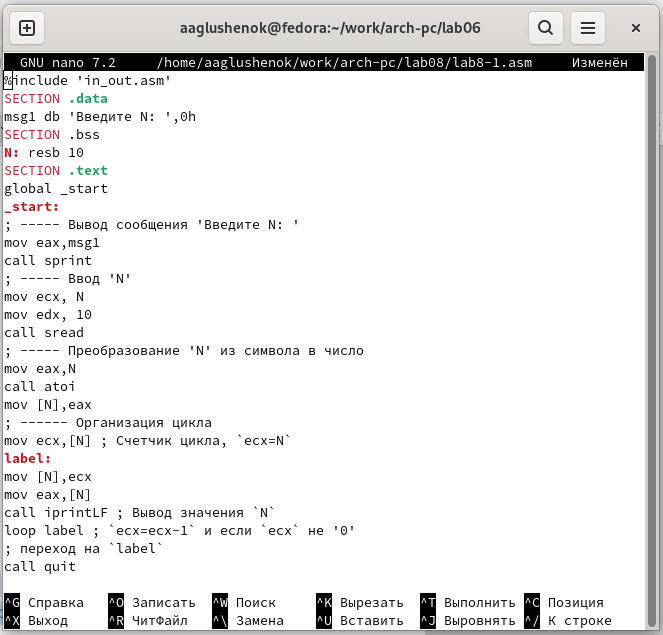 aaglushenok@fedora:~/work/arch-pc/lab06
GNU nano 7.2 /home/aaglushenok/work/arch-pc/lab08/lab8-1.asm Изменён
%include 'in_out.asm'
SECTION .data
msg1 db 'Введите N: ',0h
SECTION .bss
N: resb 10
SECTION .text
global _start
_start:
; ----- Вывод сообщения 'Введите N: '
mov eax,msg1
call sprint
; ----- Ввод 'N'
mov ecx, N
mov edx, 10
call sread
; ----- Преобразование 'N' из символа в число
mov eax,N
call atoi
mov [N],eax
; ------ Организация цикла
mov ecx,[N] ; Счетчик цикла, `ecx=N`
label:
mov [N],ecx
mov eax,[N]
call iprintLF ; Вывод значения `N`
loop label ; `ecx=ecx-1` и если `ecx` не '0'
; переход на `label`
call quit
^G Справка ^O Записать ^W Поиск ^K Вырезать ^T Выполнить ^C Позиция
^X Выход ^R ЧитФайл ^\ Замена ^U Вставить ^J Выровнять ^/ К строке